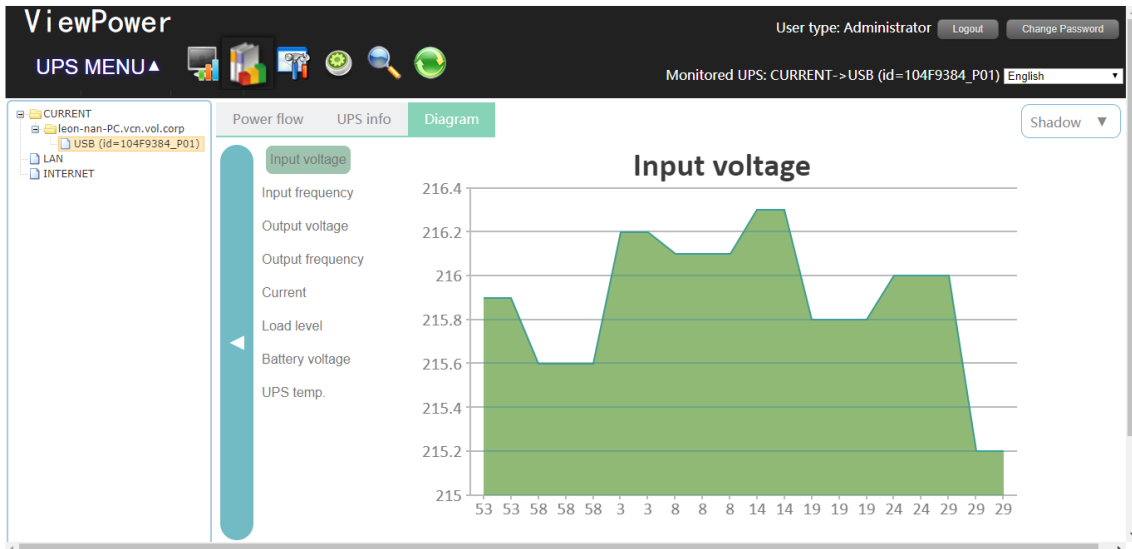 ViewPower
User type: Administrator Logout Change Password
UPS MENU▲
Monitored UPS: CURRENT->USB (id=104F9384_P01) English
CURRENT
leon-nan-PC.vcn.vol.corp
USB (id=104F9384_P01)
LAN
INTERNET
Power flow UPS info Diagram
Shadow ▼
Input voltage
Input frequency
Output voltage
Output frequency
Current
Load level
Battery voltage
UPS temp.
Input voltage
216.4
216.2
216
215.8
215.6
215.4
215.2
215
53 53 58 58 58 3 3 8 8 8 14 14 19 19 19 24 24 29 29 29